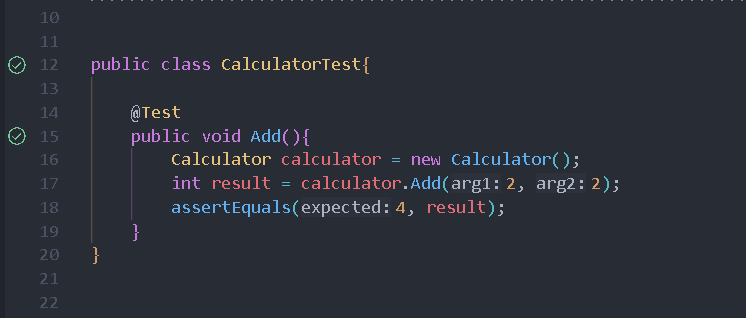 10
11
12 public class CalculatorTest{
13
14 @Test
15 public void Add(){
16 Calculator calculator = new Calculator();
17 int result = calculator.Add(arg1: 2, arg2: 2);
18 assertEquals(expected: 4, result);
19 }
20 }
21
22